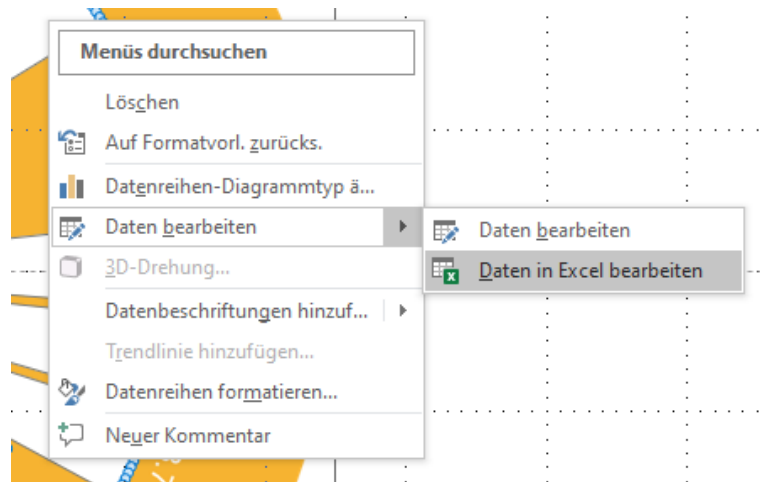 Menüs durchsuchen
Löschen
Auf Formatvorl. zurücks.
Datenreihen-Diagrammtyp ä...
Daten bearbeiten
Daten bearbeiten
3D-Drehung...
Daten in Excel bearbeiten
Datenbeschriftungen hinzuf...
Trendlinie hinzufügen...
Datenreihen formatieren...
Neuer Kommentar